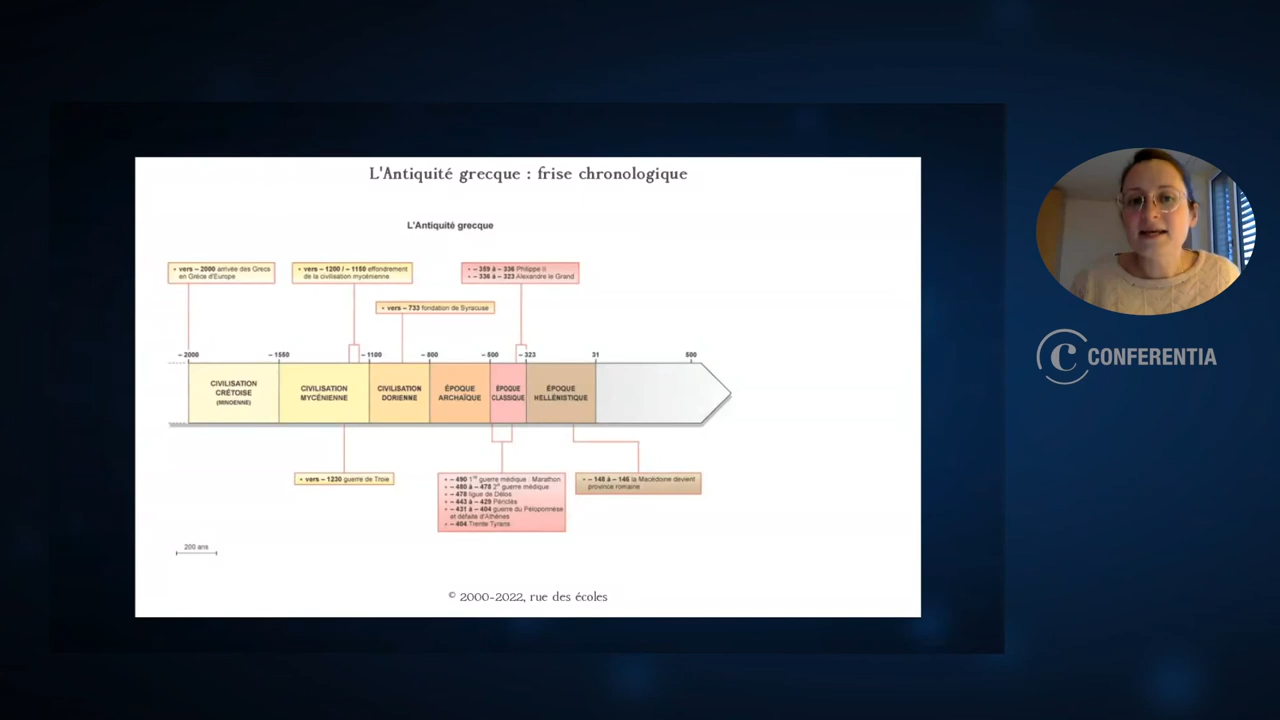 L'Antiquité grecque : frise chronologique
L'Antiquité grecque
• vers – 2000 arrivée des Grecs
en Grèce d'Europe
• vers – 1200 / – 1150 effondrement
de la civilisation mycénienne
• – 359 à – 336 Philippe II
• – 336 à – 323 Alexandre le Grand
• vers – 733 fondation de Syracuse
– 2000
– 1550
– 1100
– 800
– 500
– 323
31
500
CIVILISATION
CRÉTOISE
(MINOENNE)
CIVILISATION
MYCÉNIENNE
CIVILISATION
DORIENNE
ÉPOQUE
ARCHAÏQUE
ÉPOQUE
CLASSIQUE
ÉPOQUE
HELLÉNISTIQUE
• vers – 1230 guerre de Troie
• – 490 1re guerre médique : Marathon
• – 480 à – 478 2e guerre médique
• – 478 ligue de Délos
• – 443 à – 429 Périclès
• – 431 à – 404 guerre du Péloponnèse
et défaite d'Athènes
• – 404 Trente Tyrans
• – 148 à – 146 la Macédoine devient
province romaine
200 ans
© 2000-2022, rue des écoles
C CONFERENTIA